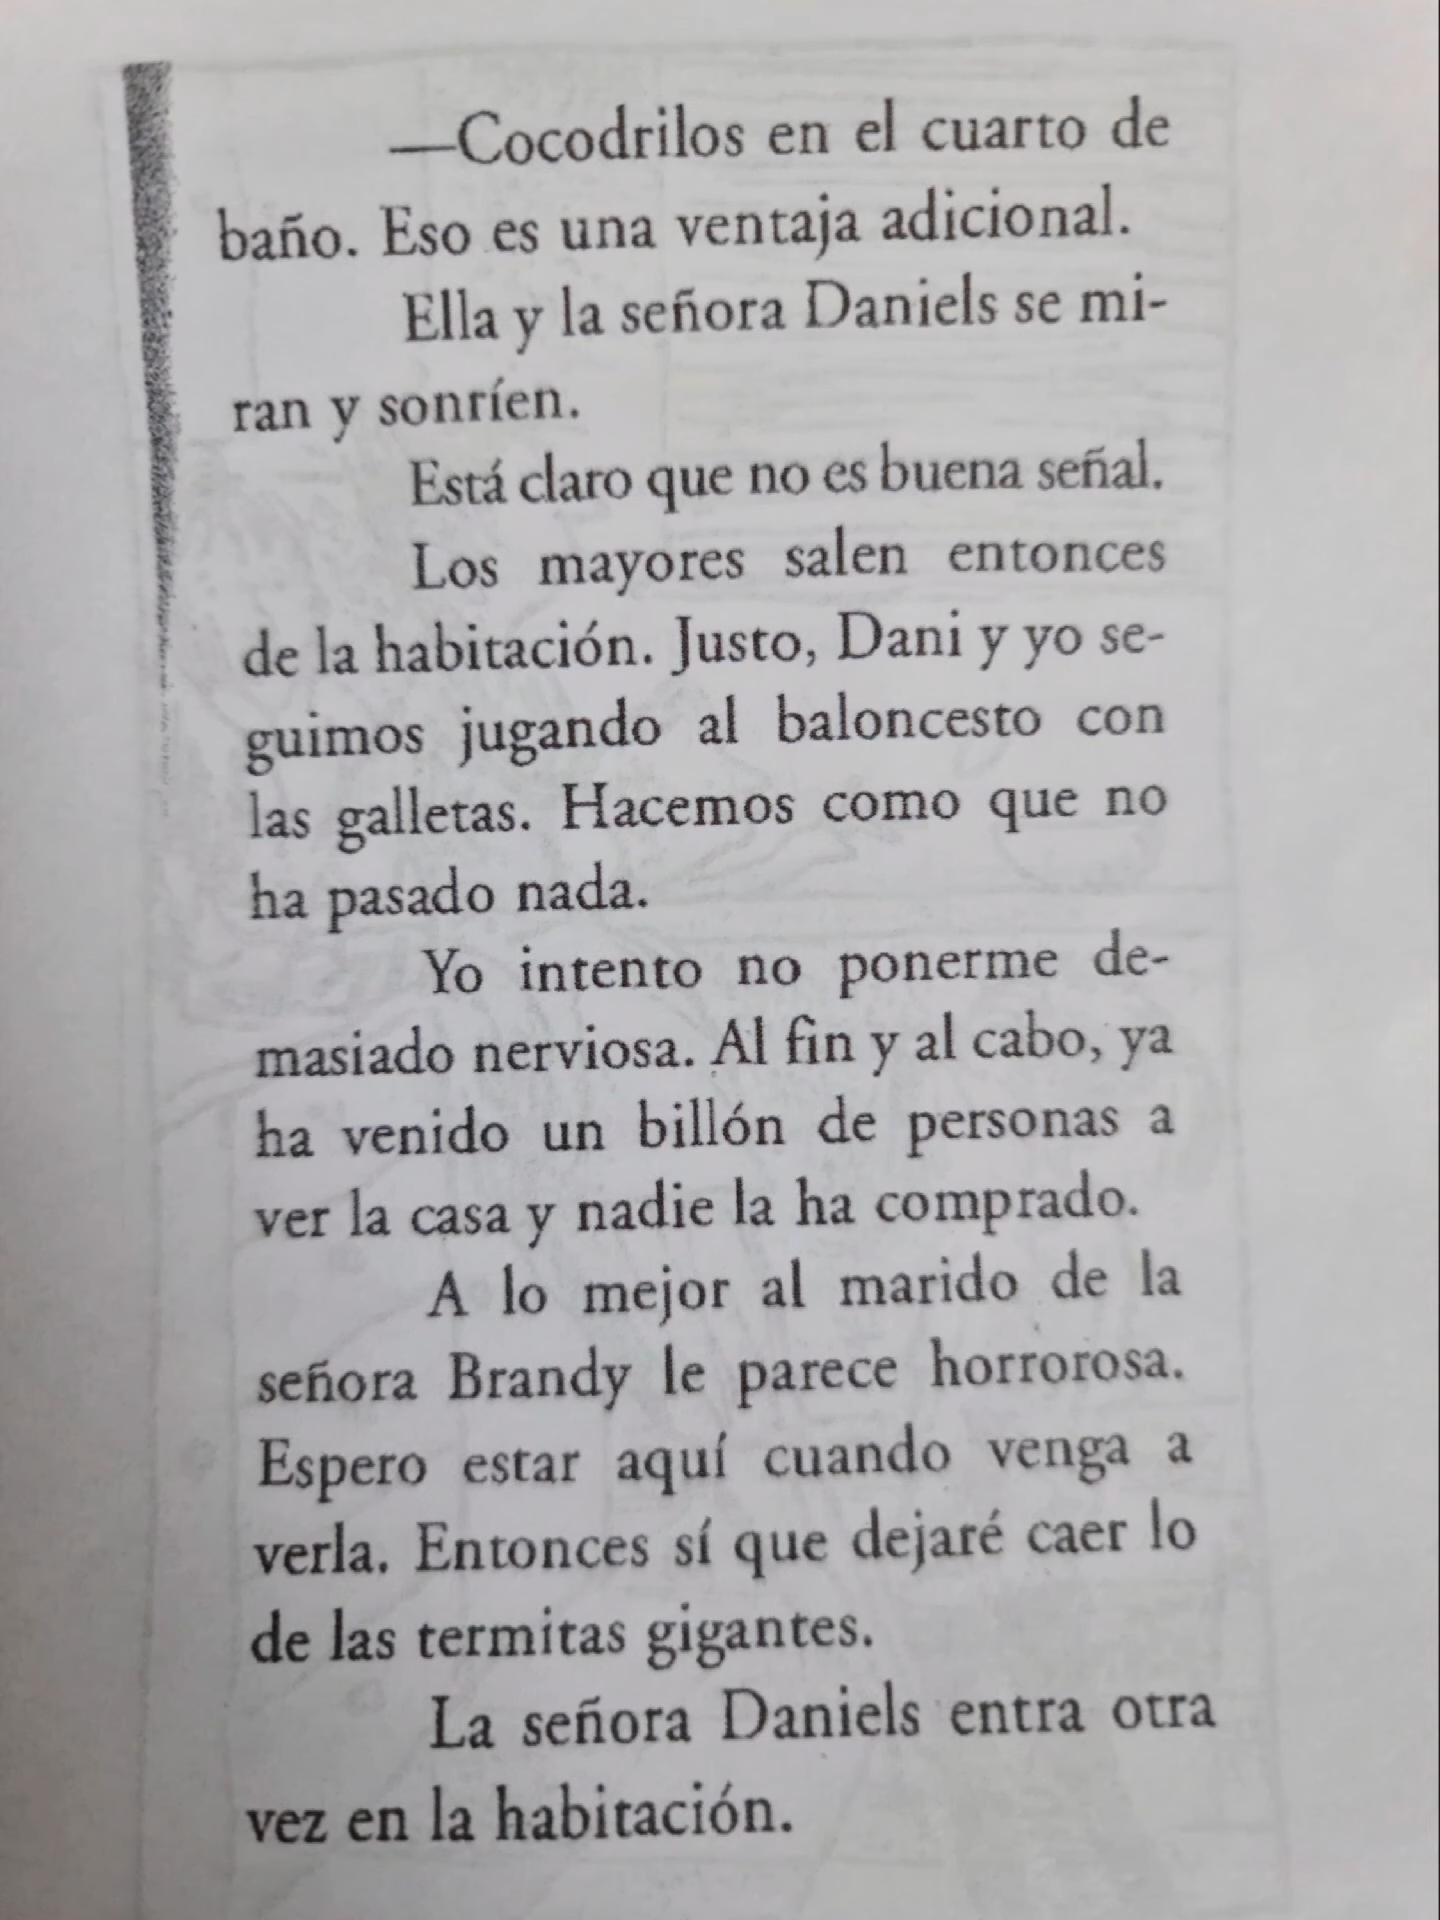 —Cocodrilos en el cuarto de
baño. Eso es una ventaja adicional.
Ella y la señora Daniels se mi-
ran y sonríen.
Está claro que no es buena señal.
Los mayores salen entonces
de la habitación. Justo, Dani y yo se-
guimos jugando al baloncesto con
las galletas. Hacemos como que no
ha pasado nada.
Yo intento no ponerme de-
masiado nerviosa. Al fin y al cabo, ya
ha venido un billón de personas a
ver la casa y nadie la ha comprado.
A lo mejor al marido de la
señora Brandy le parece horrorosa.
Espero estar aquí cuando venga a
verla. Entonces sí que dejaré caer lo
de las termitas gigantes.
La señora Daniels entra otra
vez en la habitación.